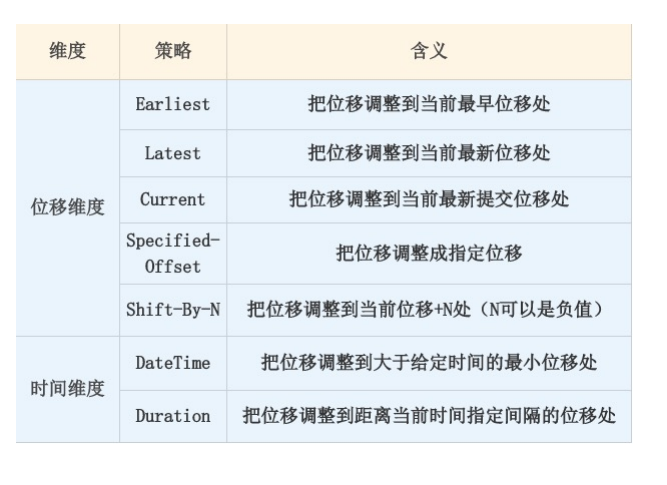 维度 策略 含义
位移维度
Earliest 把位移调整到当前最早位移处
Latest 把位移调整到当前最新位移处
Current 把位移调整到当前最新提交位移处
Specified-
Offset 把位移调整成指定位移
Shift-By-N 把位移调整到当前位移+N处（N可以是负值）
时间维度
DateTime 把位移调整到大于给定时间的最小位移处
Duration 把位移调整到距离当前时间指定间隔的位移处